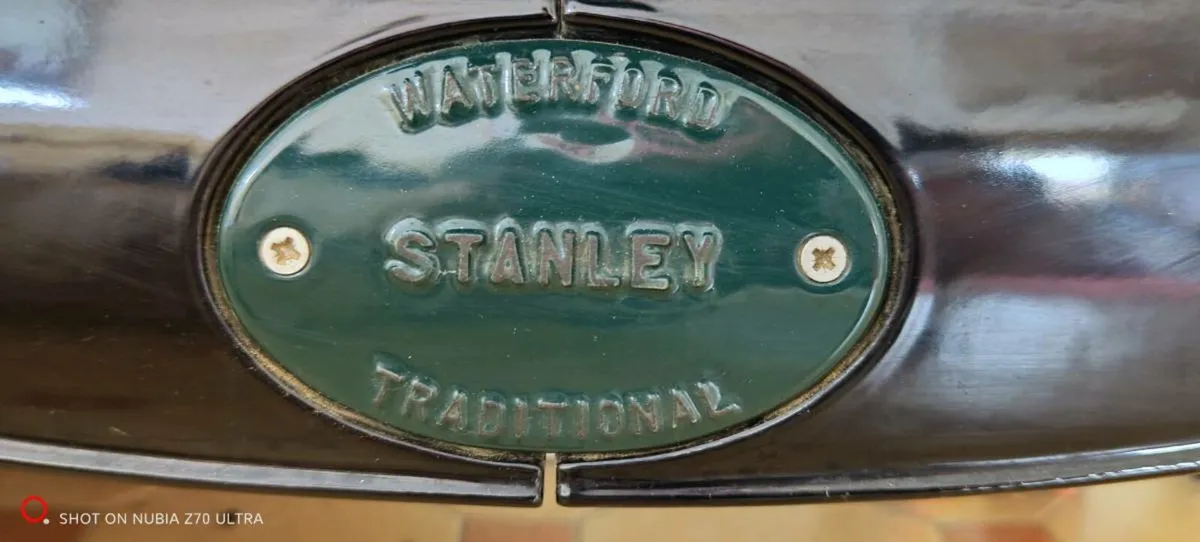 WATERFORD
STANLEY
TRADITIONAL
SHOT ON NUBIA Z70 ULTRA